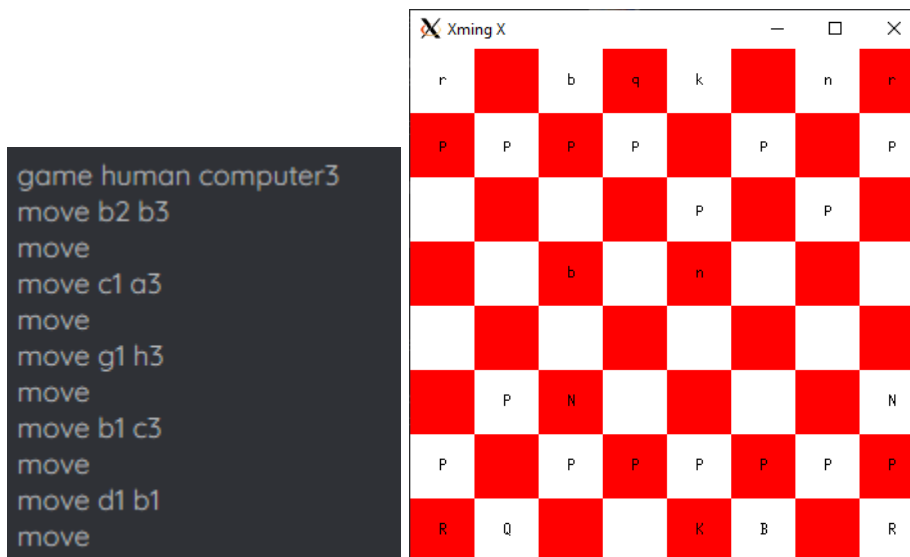 game human computer3
move b2 b3
move
move c1 a3
move
move g1 h3
move
move b1 c3
move
move d1 b1
move
Xming X
r b q k n r
P P P P P P
P P
b n
P N N
P P P P P P P
R Q K B R